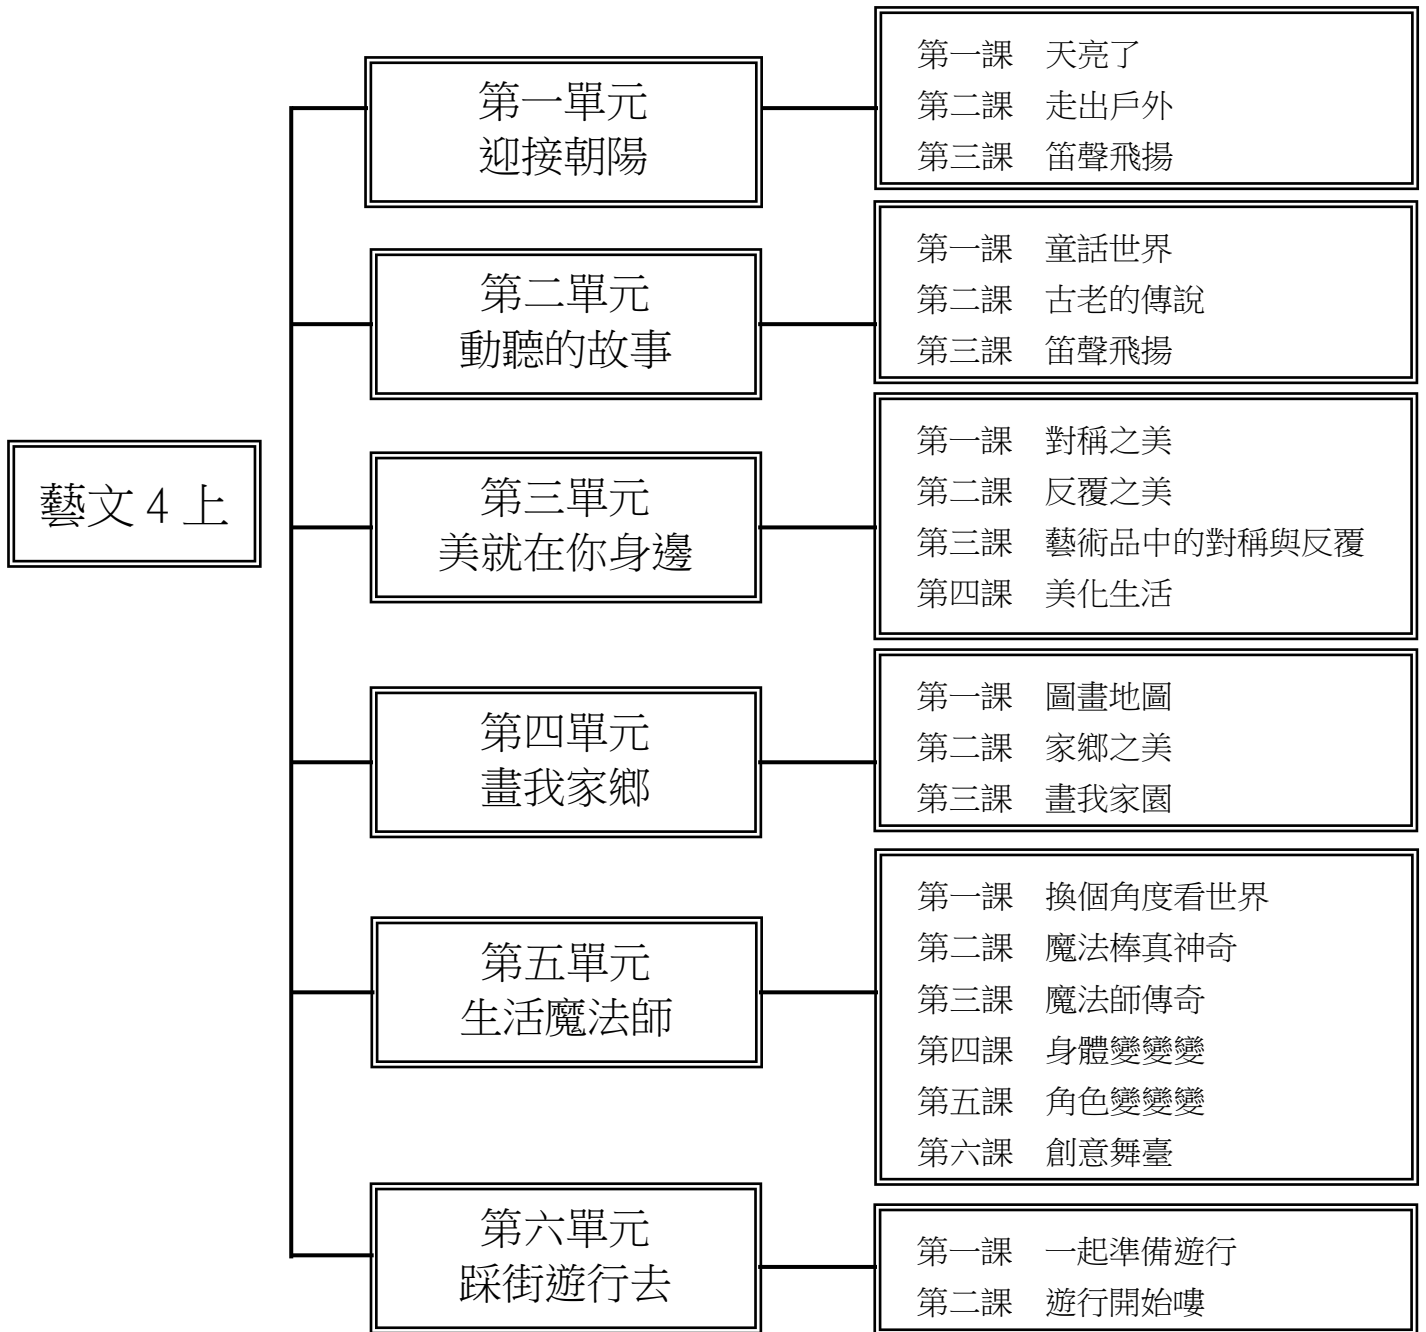 藝文 4 上
第一單元
迎接朝陽
第一課　天亮了
第二課　走出戶外
第三課　笛聲飛揚
第二單元
動聽的故事
第一課　童話世界
第二課　古老的傳說
第三課　笛聲飛揚
第三單元
美就在你身邊
第一課　對稱之美
第二課　反覆之美
第三課　藝術品中的對稱與反覆
第四課　美化生活
第四單元
畫我家鄉
第一課　圖畫地圖
第二課　家鄉之美
第三課　畫我家園
第五單元
生活魔法師
第一課　換個角度看世界
第二課　魔法棒真神奇
第三課　魔法師傳奇
第四課　身體變變變
第五課　角色變變變
第六課　創意舞臺
第六單元
踩街遊行去
第一課　一起準備遊行
第二課　遊行開始嘍